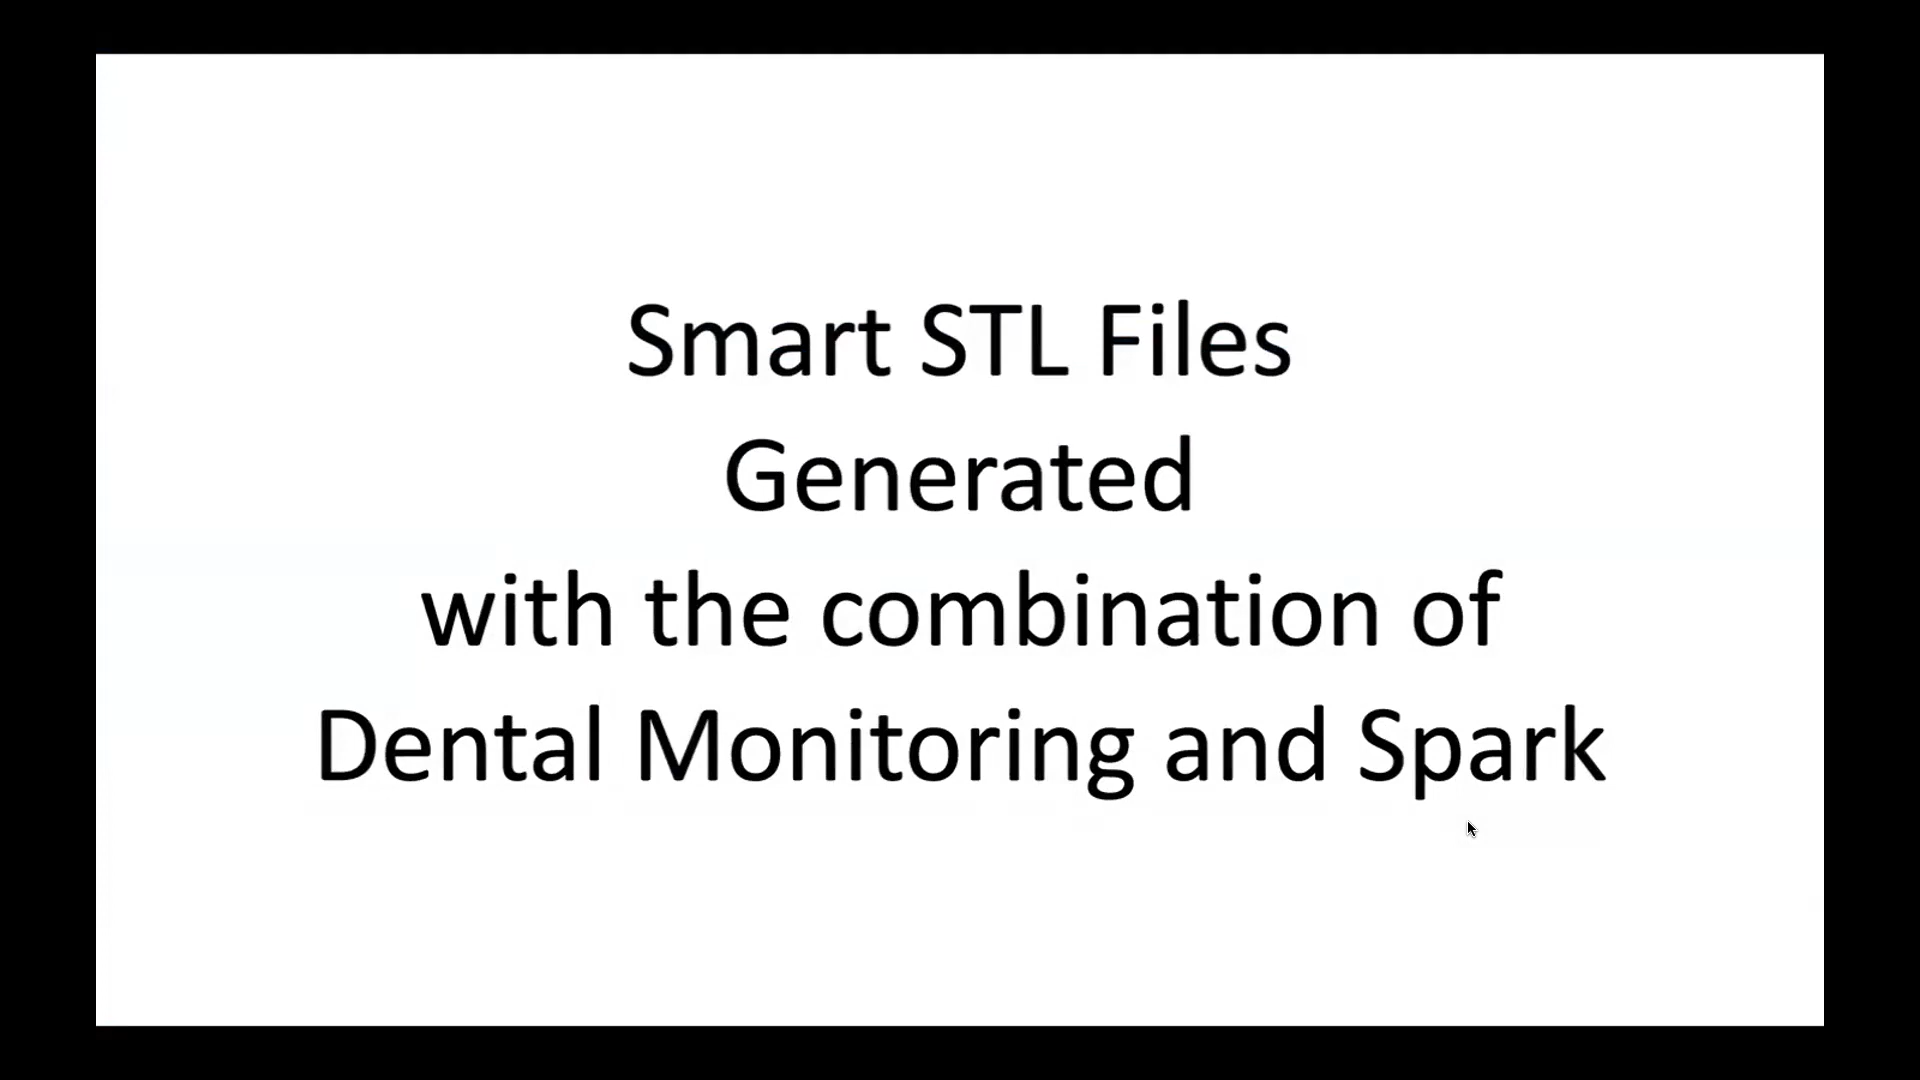 Smart STL Files
Generated
with the combination of
Dental Monitoring and Spark